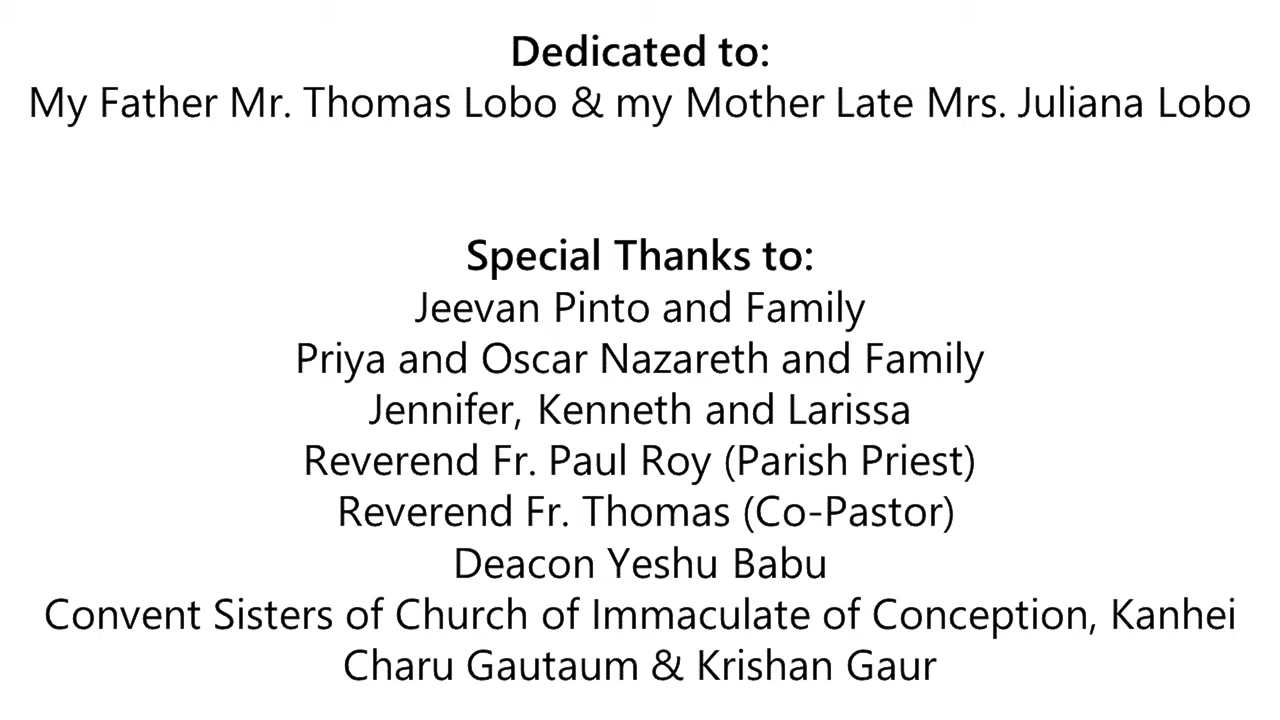 Dedicated to:
My Father Mr. Thomas Lobo & my Mother Late Mrs. Juliana Lobo
Special Thanks to:
Jeevan Pinto and Family
Priya and Oscar Nazareth and Family
Jennifer, Kenneth and Larissa
Reverend Fr. Paul Roy (Parish Priest)
Reverend Fr. Thomas (Co-Pastor)
Deacon Yeshu Babu
Convent Sisters of Church of Immaculate of Conception, Kanhei
Charu Gautaum & Krishan Gaur